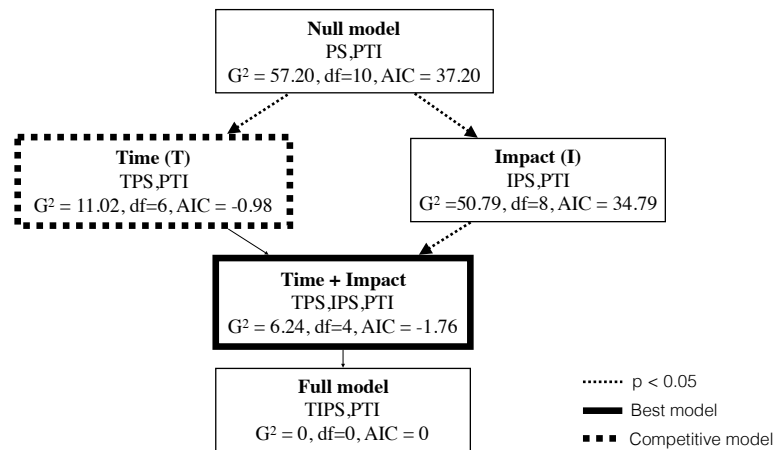 Null model
PS,PTI
G² = 57.20, df=10, AIC = 37.20
Time (T)
TPS,PTI
G² = 11.02, df=6, AIC = -0.98
Impact (I)
IPS,PTI
G² =50.79, df=8, AIC = 34.79
Time + Impact
TPS,IPS,PTI
G² = 6.24, df=4, AIC = -1.76
Full model
TIPS,PTI
G² = 0, df=0, AIC = 0
p < 0.05
Best model
Competitive model